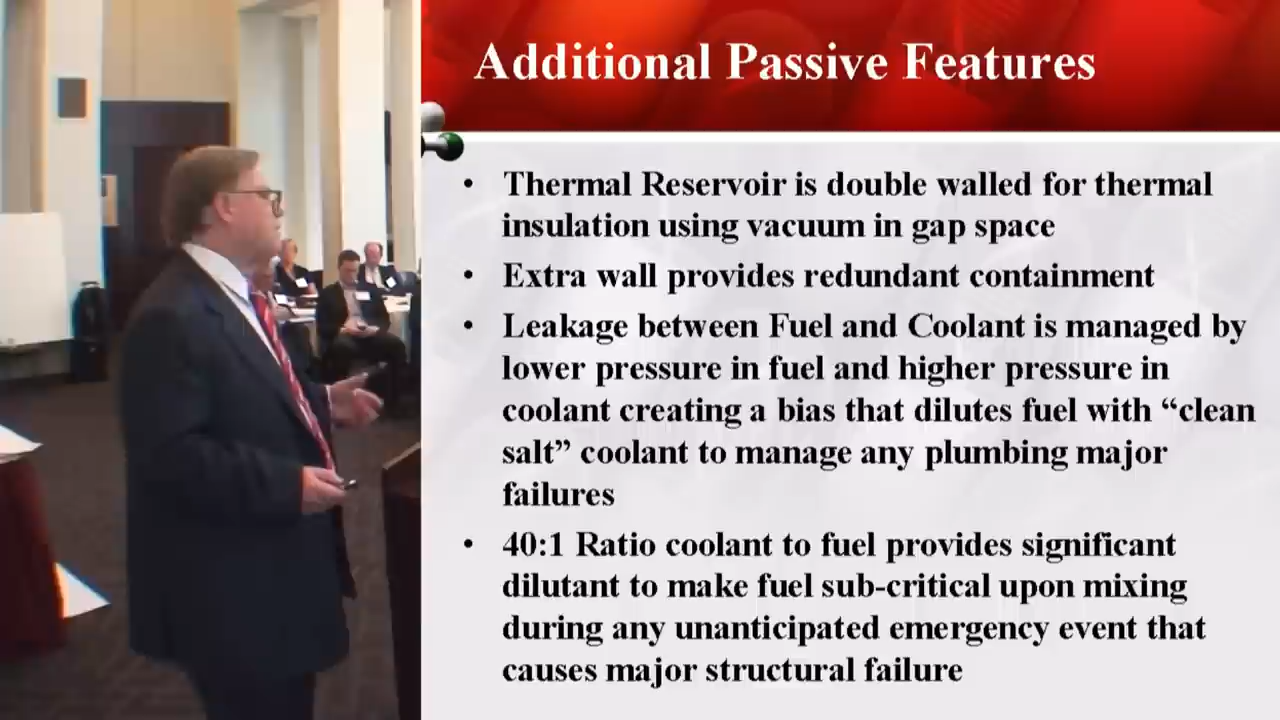 Additional Passive Features
• Thermal Reservoir is double walled for thermal
insulation using vacuum in gap space
• Extra wall provides redundant containment
• Leakage between Fuel and Coolant is managed by
lower pressure in fuel and higher pressure in
coolant creating a bias that dilutes fuel with “clean
salt” coolant to manage any plumbing major
failures
• 40:1 Ratio coolant to fuel provides significant
dilutant to make fuel sub-critical upon mixing
during any unanticipated emergency event that
causes major structural failure